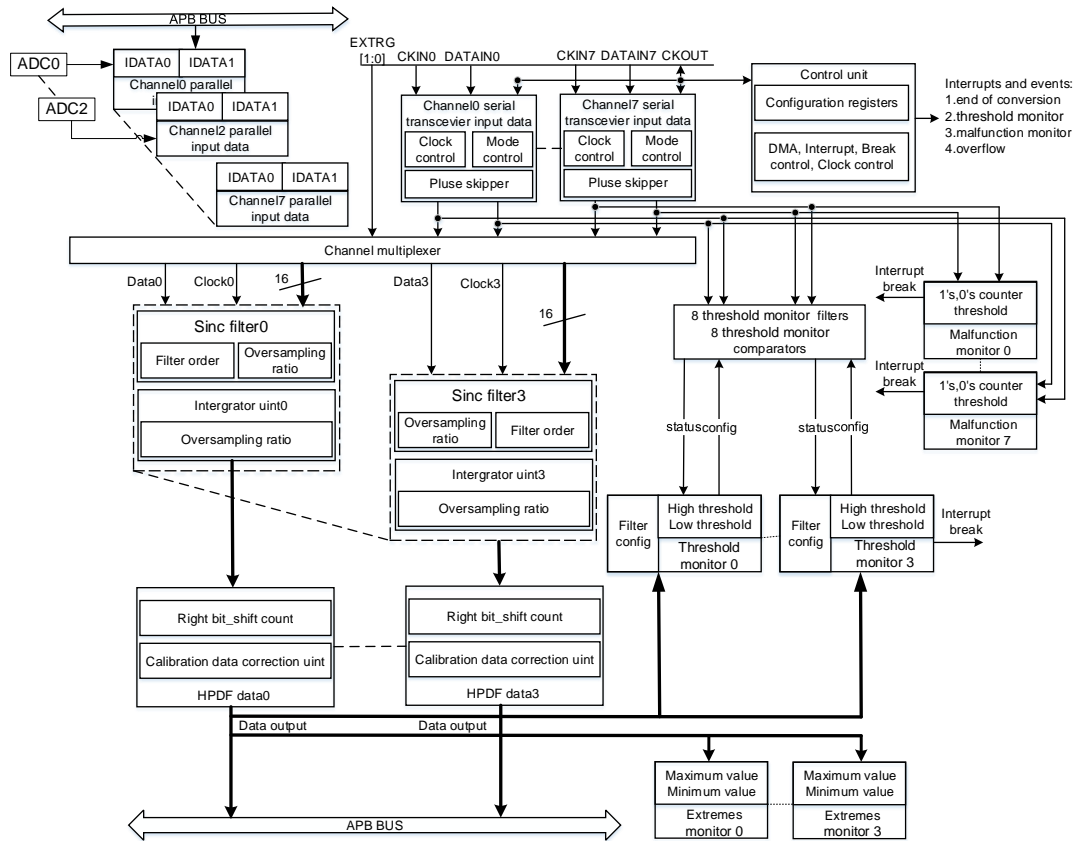 APB BUS
ADC0
ADC2
IDATA0 IDATA1
Channel0 parallel
IDATA0 IDATA1
Channel2 parallel
input data
IDATA0 IDATA1
Channel7 parallel
input data
EXTRG
[1:0]
CKIN0 DATAIN0
CKIN7 DATAIN7 CKOUT
Channel0 serial
transcevier input data
Clock
control
Mode
control
Pluse skipper
Channel7 serial
transcevier input data
Clock
control
Mode
control
Pluse skipper
Control unit
Configuration registers
DMA, Interrupt, Break
control, Clock control
Interrupts and events:
1.end of conversion
2.threshold monitor
3.malfunction monitor
4.overflow
Channel multiplexer
Data0
Clock0
16
Data3
Clock3
16
Sinc filter0
Filter order
Oversampling
ratio
Intergrator uint0
Oversampling ratio
Sinc filter3
Oversampling
ratio
Filter order
Intergrator uint3
Oversampling ratio
8 threshold monitor filters
8 threshold monitor
comparators
Interrupt
break
1's,0's counter
threshold
Malfunction
monitor 0
Interrupt
break
1's,0's counter
threshold
Malfunction
monitor 7
status config
status config
Filter
config
High threshold
Low threshold
Threshold
monitor 0
Filter
config
High threshold
Low threshold
Threshold
monitor 3
Interrupt
break
Right bit_shift count
Calibration data correction uint
HPDF data0
Right bit_shift count
Calibration data correction uint
HPDF data3
Data output
Data output
Maximum value
Minimum value
Extremes
monitor 0
Maximum value
Minimum value
Extremes
monitor 3
APB BUS